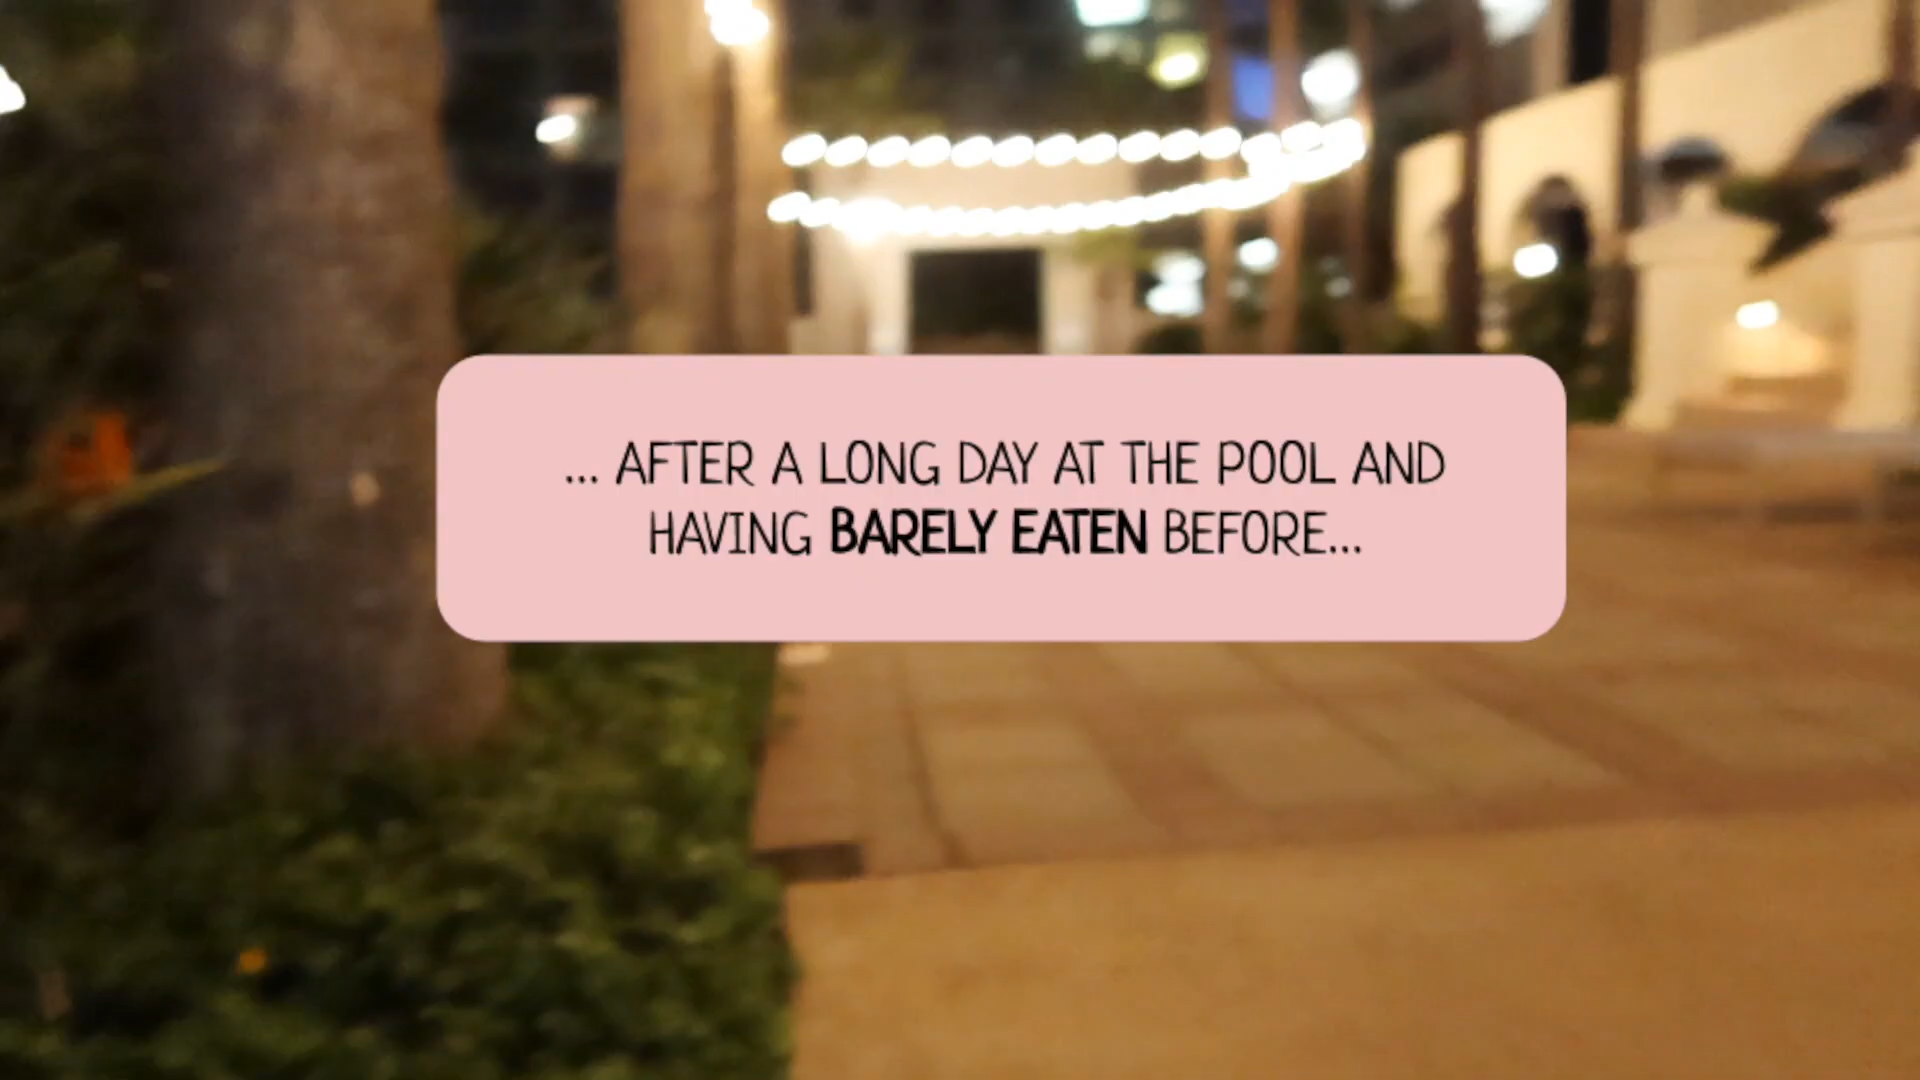 ... AFTER A LONG DAY AT THE POOL AND
HAVING BARELY EATEN BEFORE...